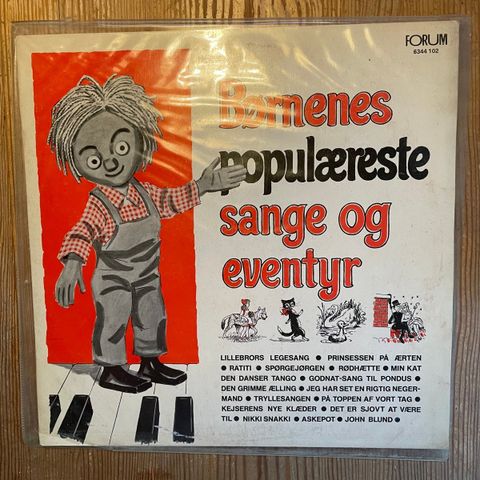 FORUM
6344 102
Børnenes
populæreste
sange og
eventyr
LILLEBRORS LEGESANG ● PRINSESSEN PÅ ÆRTEN
● RATITI ● SPØRGEJØRGEN ● RØDHÆTTE ● MIN KAT
DEN DANSER TANGO ● GODNAT-SANG TIL PONDUS ●
DEN GRIMME ÆLLING ● JEG HAR SET EN RIGTIG NEGER-
MAND ● TRYLLESANGEN ● PÅ TOPPEN AF VORT TAG ●
KEJSERENS NYE KLÆDER ● DET ER SJOVT AT VÆRE
TIL ● NIKKI SNAKKI ● ASKEPOT ● JOHN BLUND ●